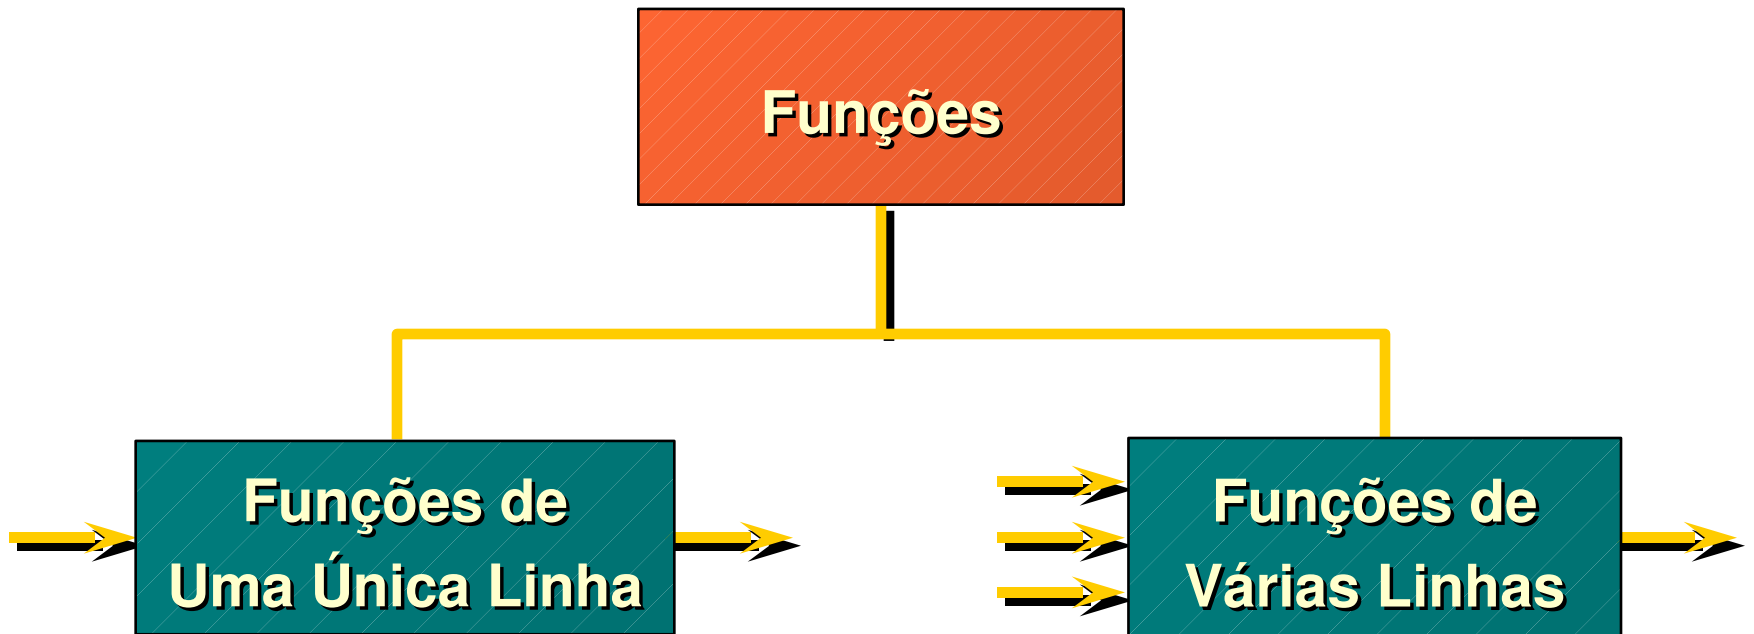 Funções
Funções de
Uma Única Linha
Funções de
Várias Linhas